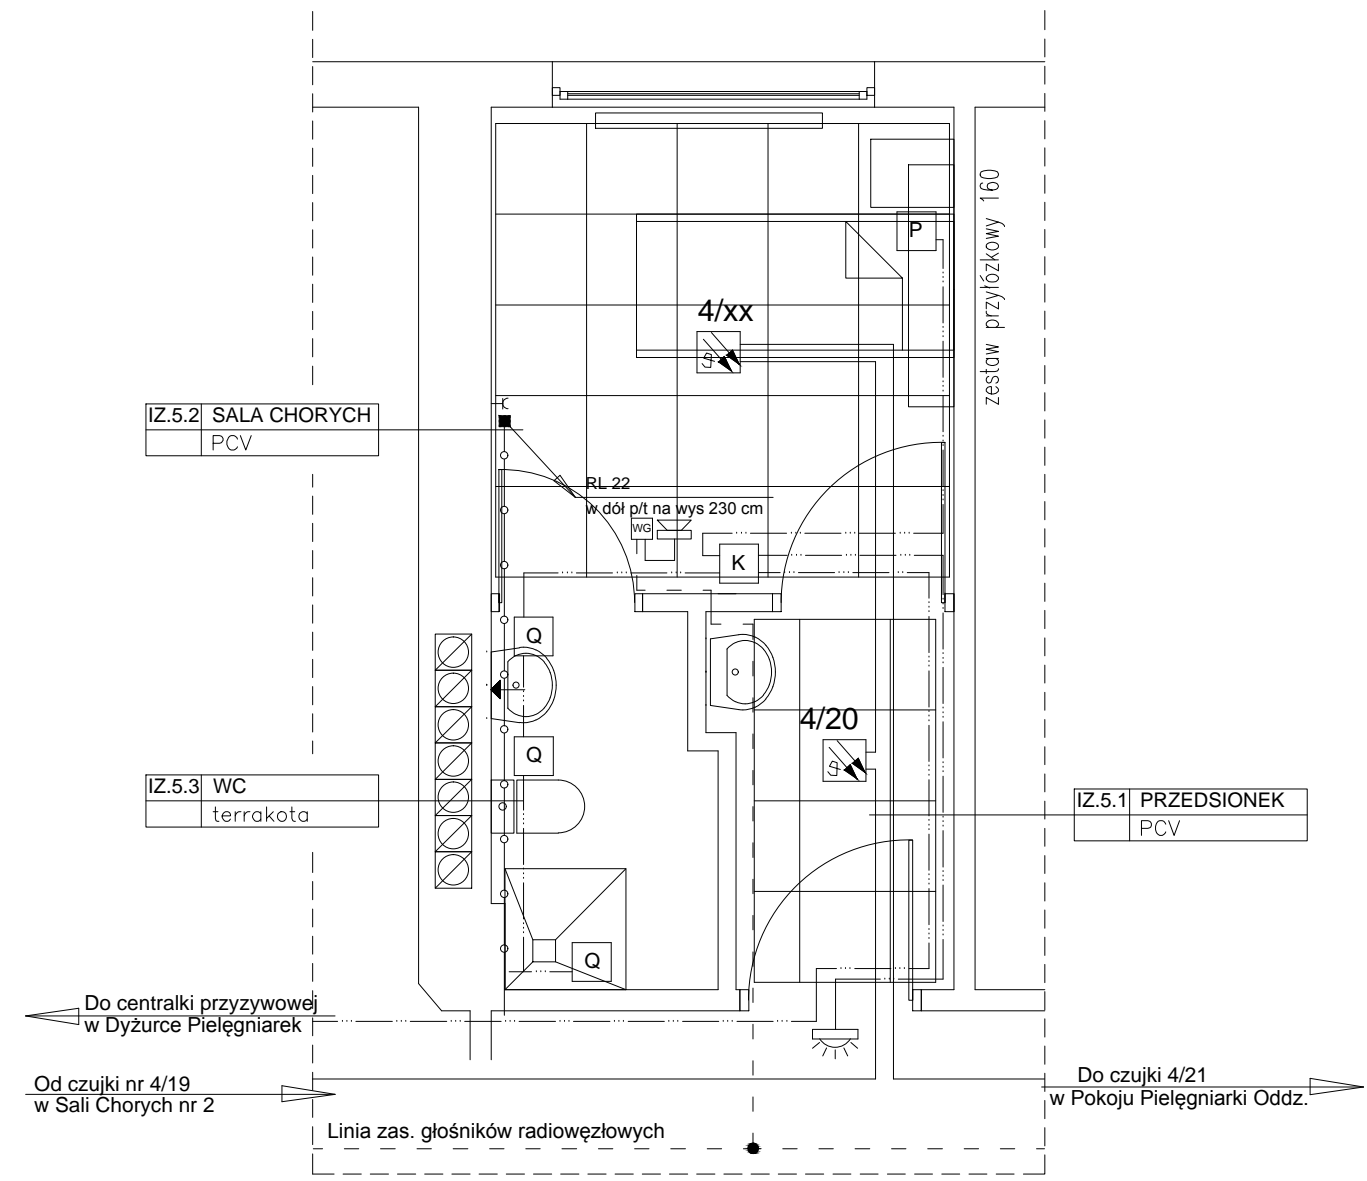 zestaw przyłóżkowy 160
P
4/xx
IZ.5.2 SALA CHORYCH
PCV
RL 22
w dół p/t na wys 230 cm
WG
K
Q
4/20
Q
IZ.5.3 WC
terrakota
IZ.5.1 PRZEDSIONEK
PCV
Q
Do centralki przyzywowej
w Dyżurce Pielęgniarek
Od czujki nr 4/19
w Sali Chorych nr 2
Do czujki 4/21
w Pokoju Pielęgniarki Oddz.
Linia zas. głośników radiowęzłowych